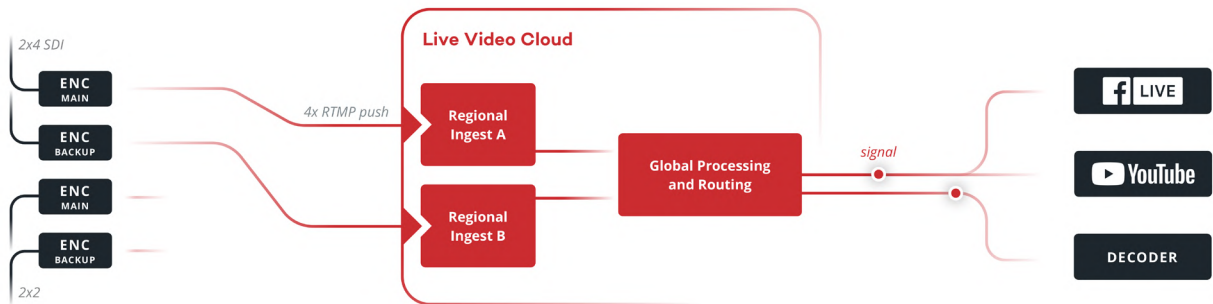 2x4 SDI
ENC
MAIN
ENC
BACKUP
ENC
MAIN
ENC
BACKUP
2x2
4x RTMP push
Live Video Cloud
Regional
Ingest A
Regional
Ingest B
Global Processing
and Routing
signal
f LIVE
YouTube
DECODER